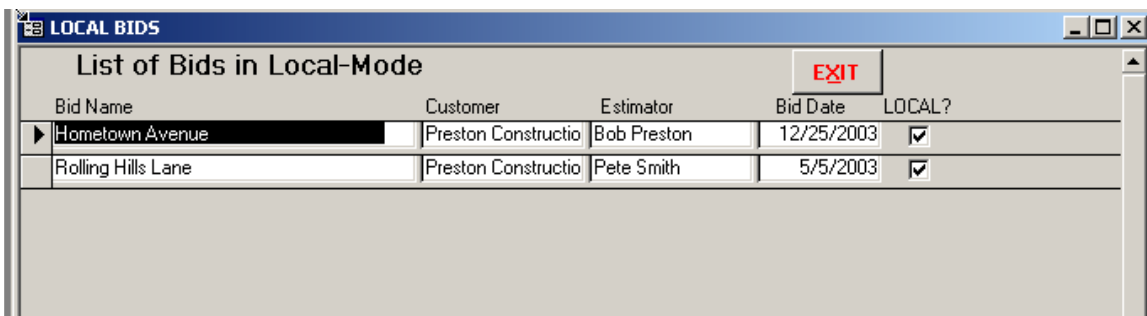 LOCAL BIDS
List of Bids in Local-Mode EXIT
Bid Name Customer Estimator Bid Date LOCAL?
Hometown Avenue Preston Constructio Bob Preston 12/25/2003
Rolling Hills Lane Preston Constructio Pete Smith 5/5/2003